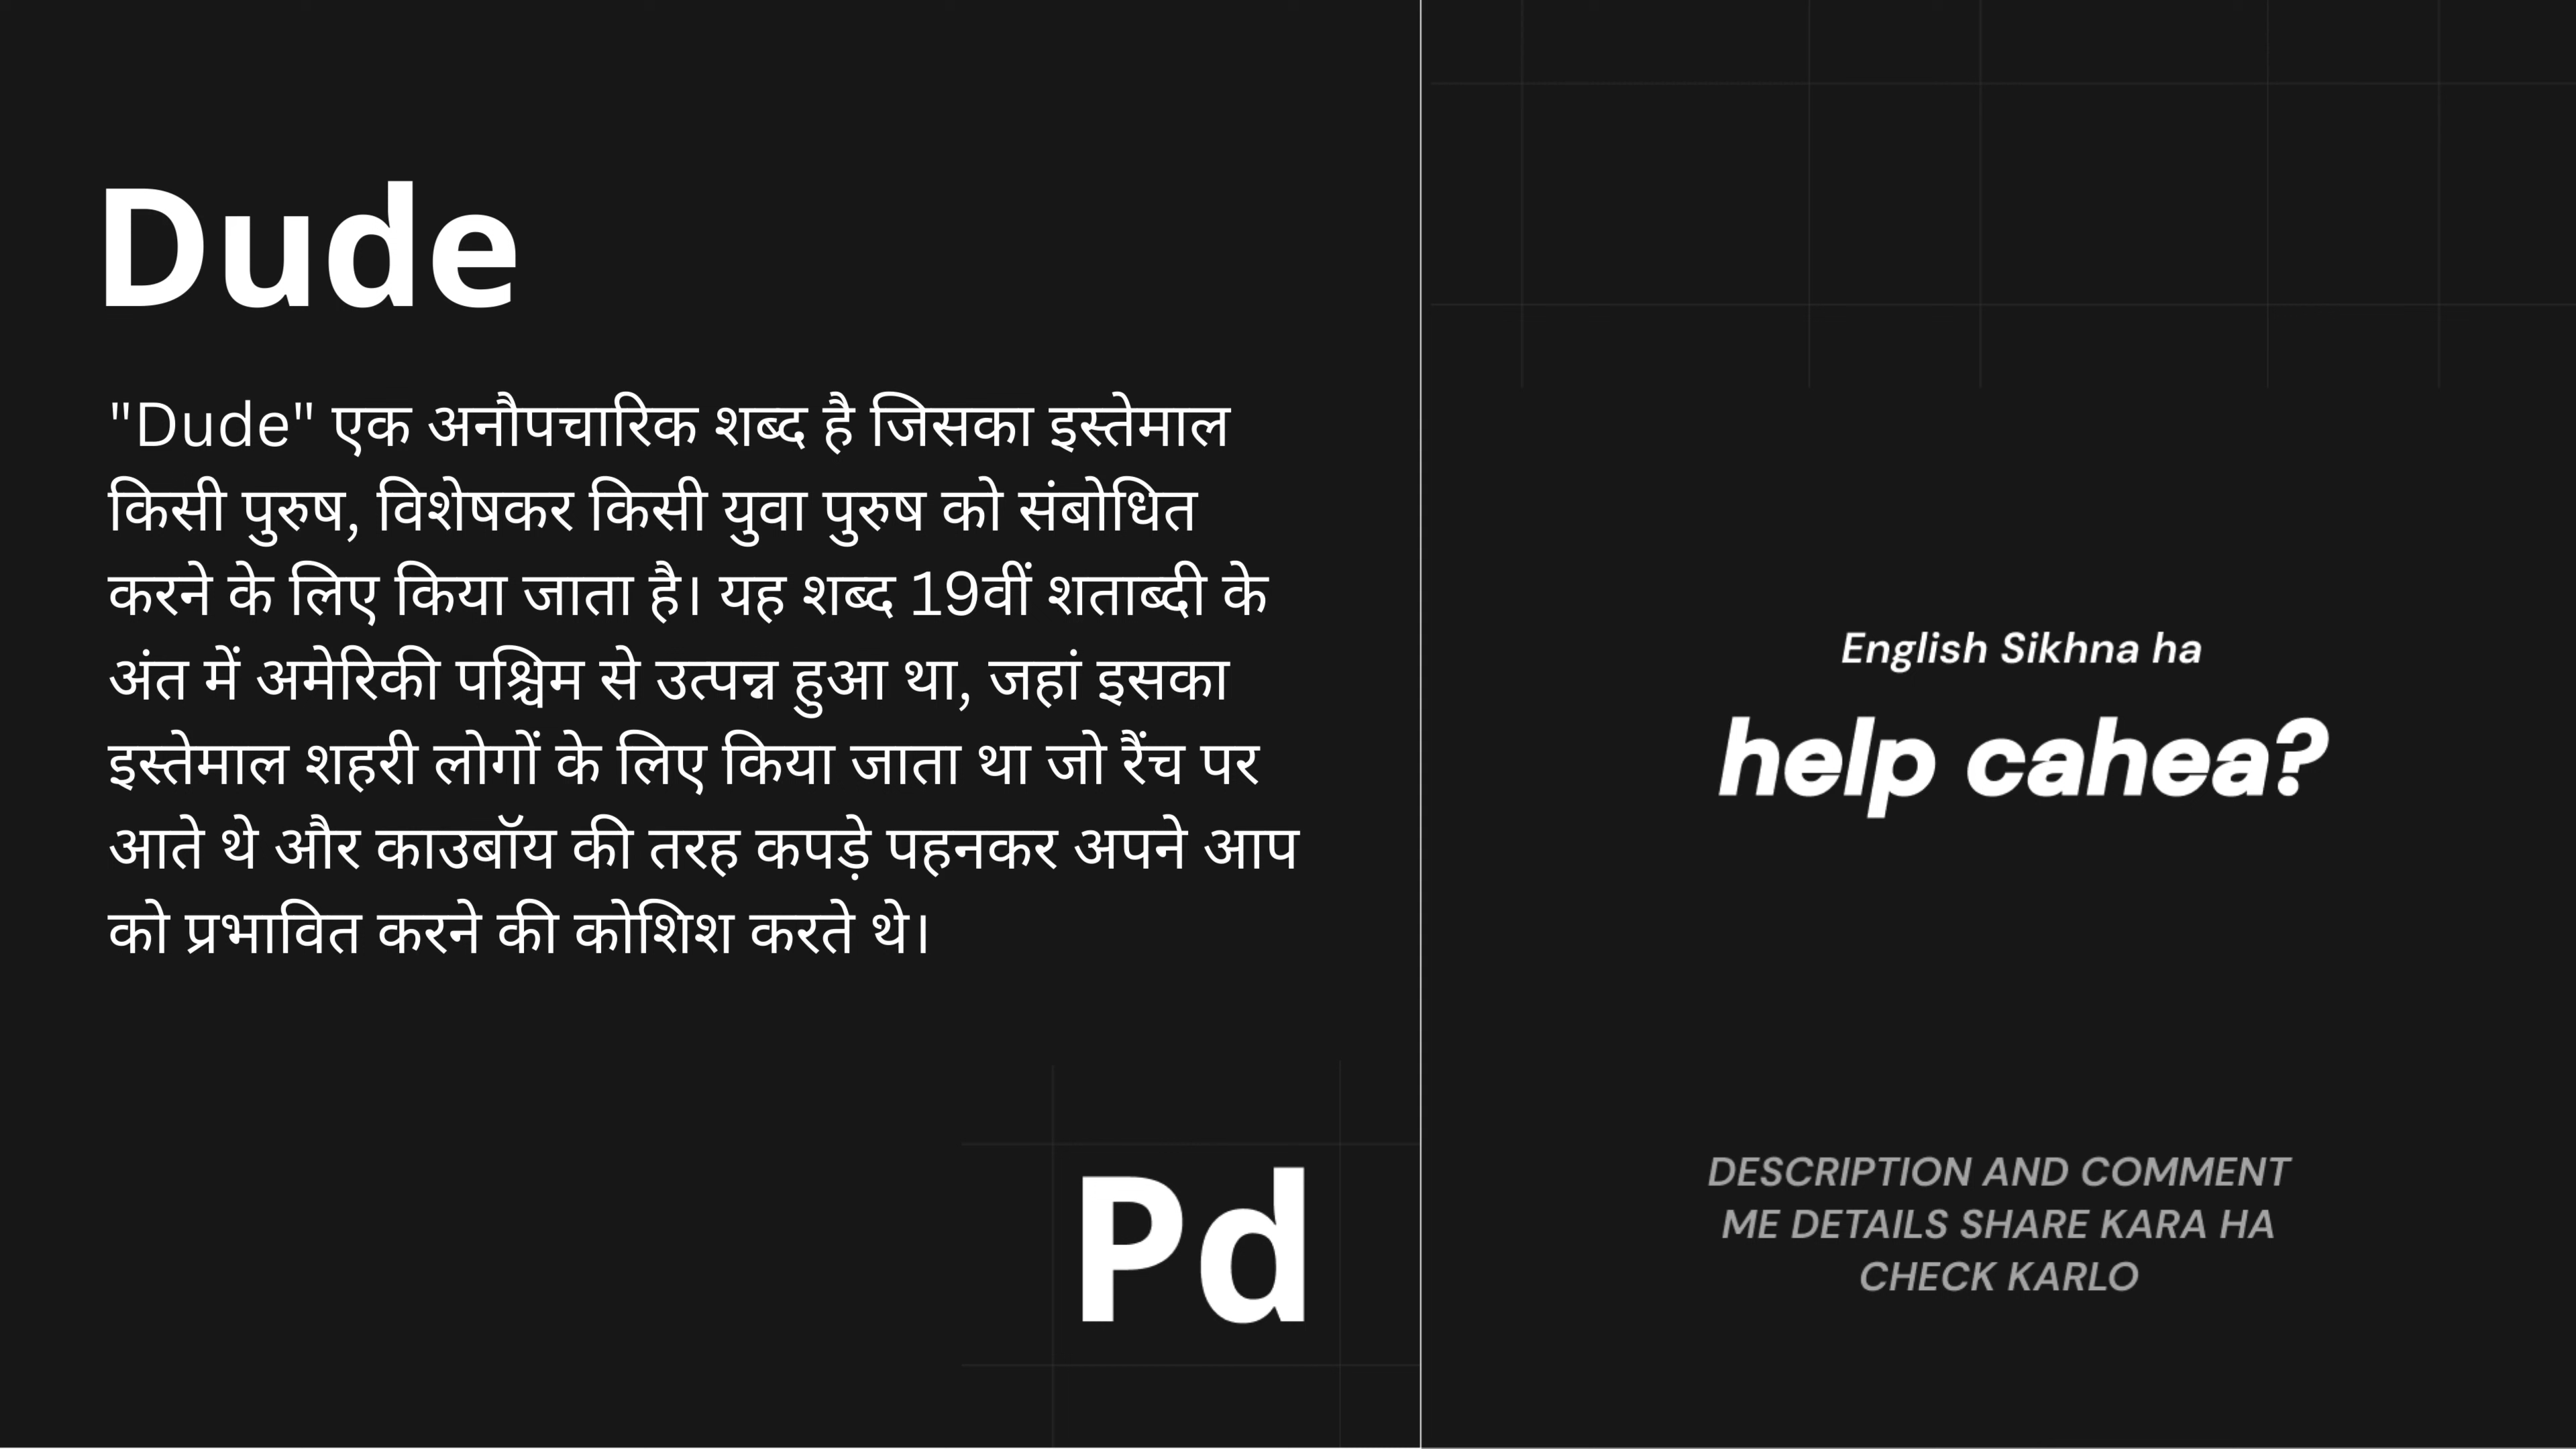 Dude
"Dude" एक अनौपचारिक शब्द है जिसका इस्तेमाल
किसी पुरुष, विशेषकर किसी युवा पुरुष को संबोधित
करने के लिए किया जाता है। यह शब्द 19वीं शताब्दी के
अंत में अमेरिकी पश्चिम से उत्पन्न हुआ था, जहां इसका
इस्तेमाल शहरी लोगों के लिए किया जाता था जो रैंच पर
आते थे और काउबॉय की तरह कपड़े पहनकर अपने आप
को प्रभावित करने की कोशिश करते थे।
Pd
English Sikhna ha
help cahea?
DESCRIPTION AND COMMENT
ME DETAILS SHARE KARA HA
CHECK KARLO